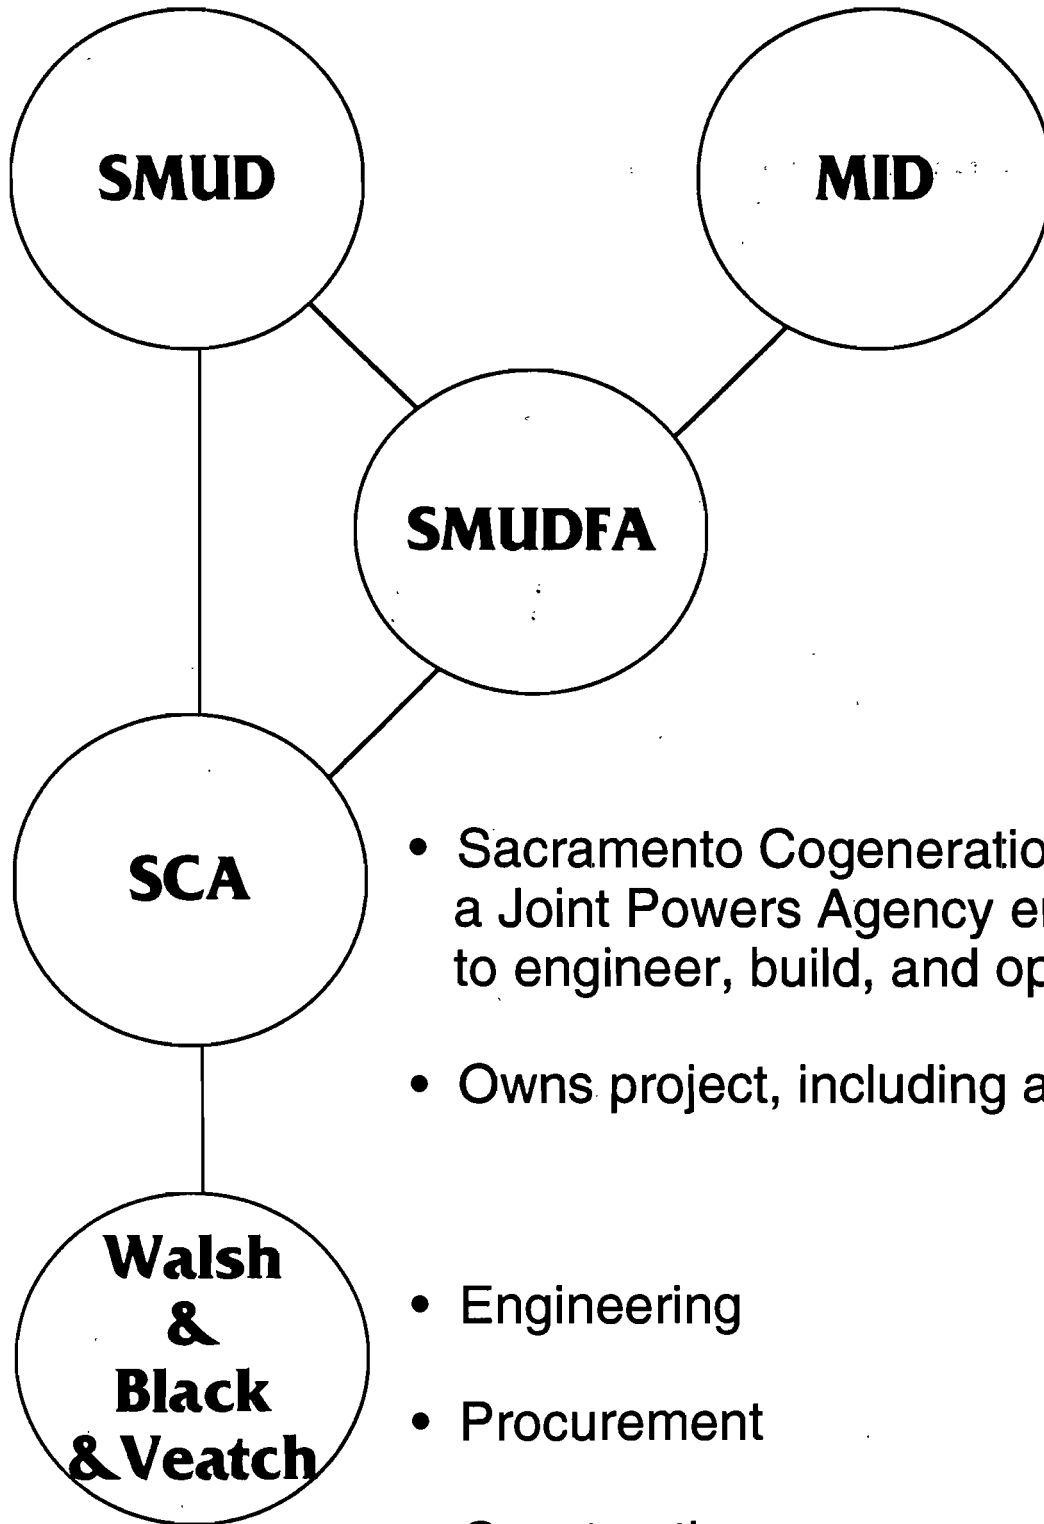 SMUD
MID
SMUDFA
SCA
• Sacramento Cogeneratio
a Joint Powers Agency e
to engineer, build, and op
• Owns project, including a
Walsh
&
Black
& Veatch
• Engineering
• Procurement